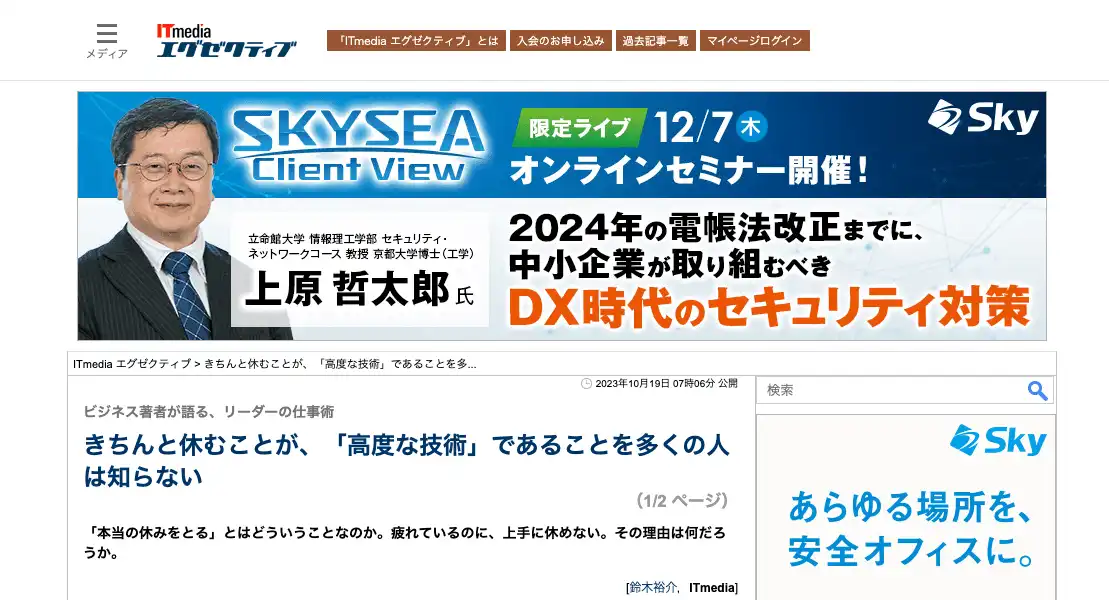 メディア
ITmedia
エグゼクティブ
「ITmedia エグゼクティブ」とは
入会のお申し込み
過去記事一覧
マイページログイン
SKYSEA
Client View
限定ライブ 12/7 木
オンラインセミナー開催!
Sky
立命館大学 情報理工学部 セキュリティ・
ネットワークコース 教授 京都大学博士(工学)
上原 哲太郎 氏
2024年の電帳法改正までに、
中小企業が取り組むべき
DX時代のセキュリティ対策
ITmedia エグゼクティブ > きちんと休むことが、「高度な技術」であることを多...
2023年10月19日 07時06分 公開
ビジネス著者が語る、リーダーの仕事術
きちんと休むことが、「高度な技術」であることを多くの人
は知らない
(1/2 ページ)
「本当の休みをとる」とはどういうことなのか。疲れているのに、上手に休めない。その理由は何だろ
うか。
[鈴木裕介, ITmedia]
検索
Sky
あらゆる場所を、
安全オフィスに。